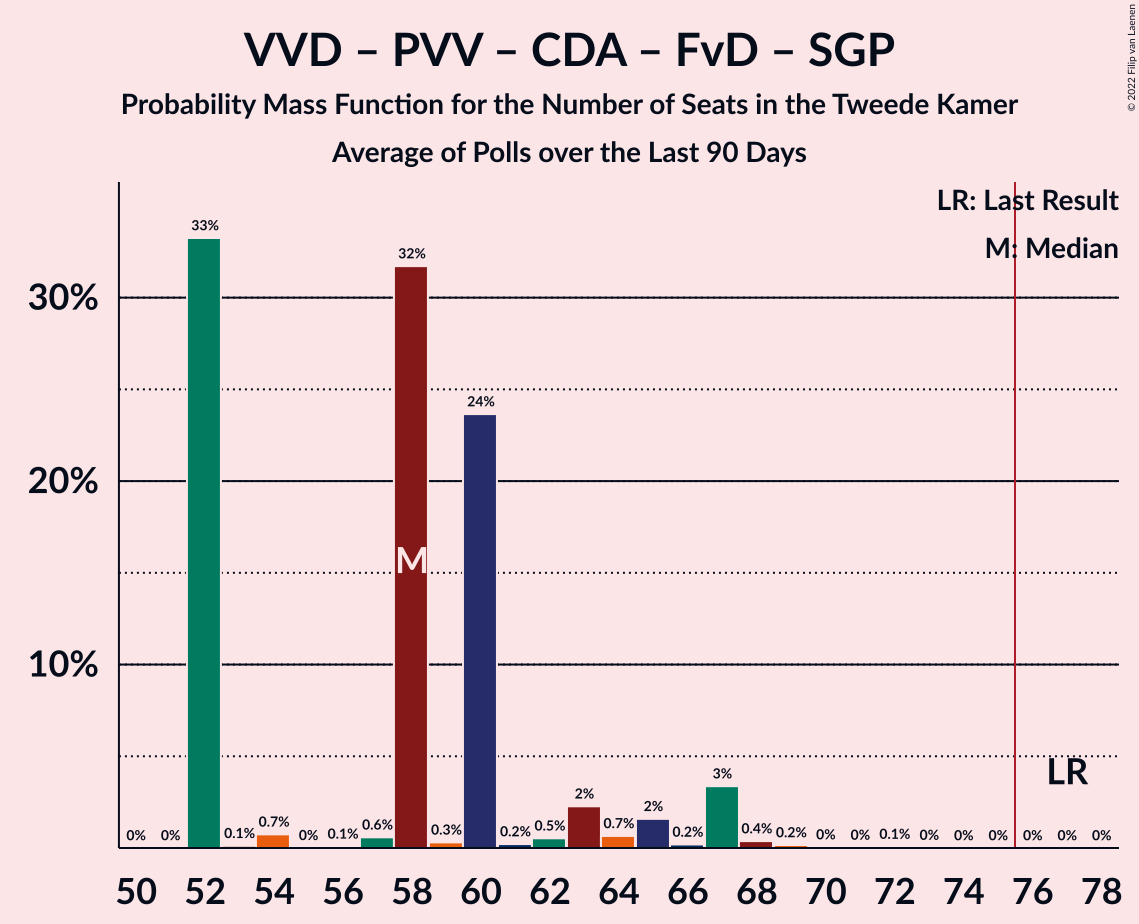 VVD – PVV – CDA – FvD – SGP
Probability Mass Function for the Number of Seats in the Tweede Kamer
Average of Polls over the Last 90 Days
© 2022 Filip van Laenen
LR: Last Result
M: Median
30%
20%
10%
0% 0% 33% 0.1% 0.7% 0% 0.1% 0.6% 32% 0.3% 24% 0.2% 0.5% 2% 0.7% 2% 0.2% 3% 0.4% 0.2% 0% 0% 0.1% 0% 0% 0% 0% 0% 0%
M
LR
50 52 54 56 58 60 62 64 66 68 70 72 74 76 78